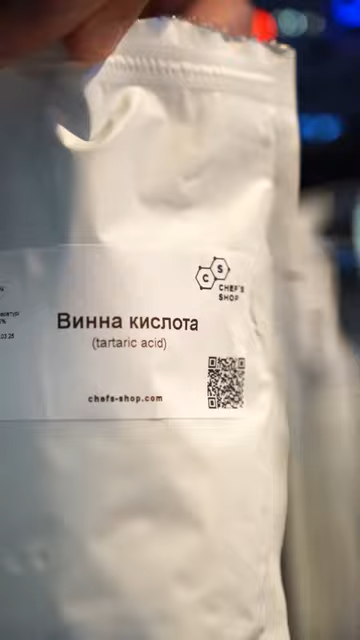 C S
CHEF'S
SHOP
Винна кислота
(tartaric acid)
chefs-shop.com